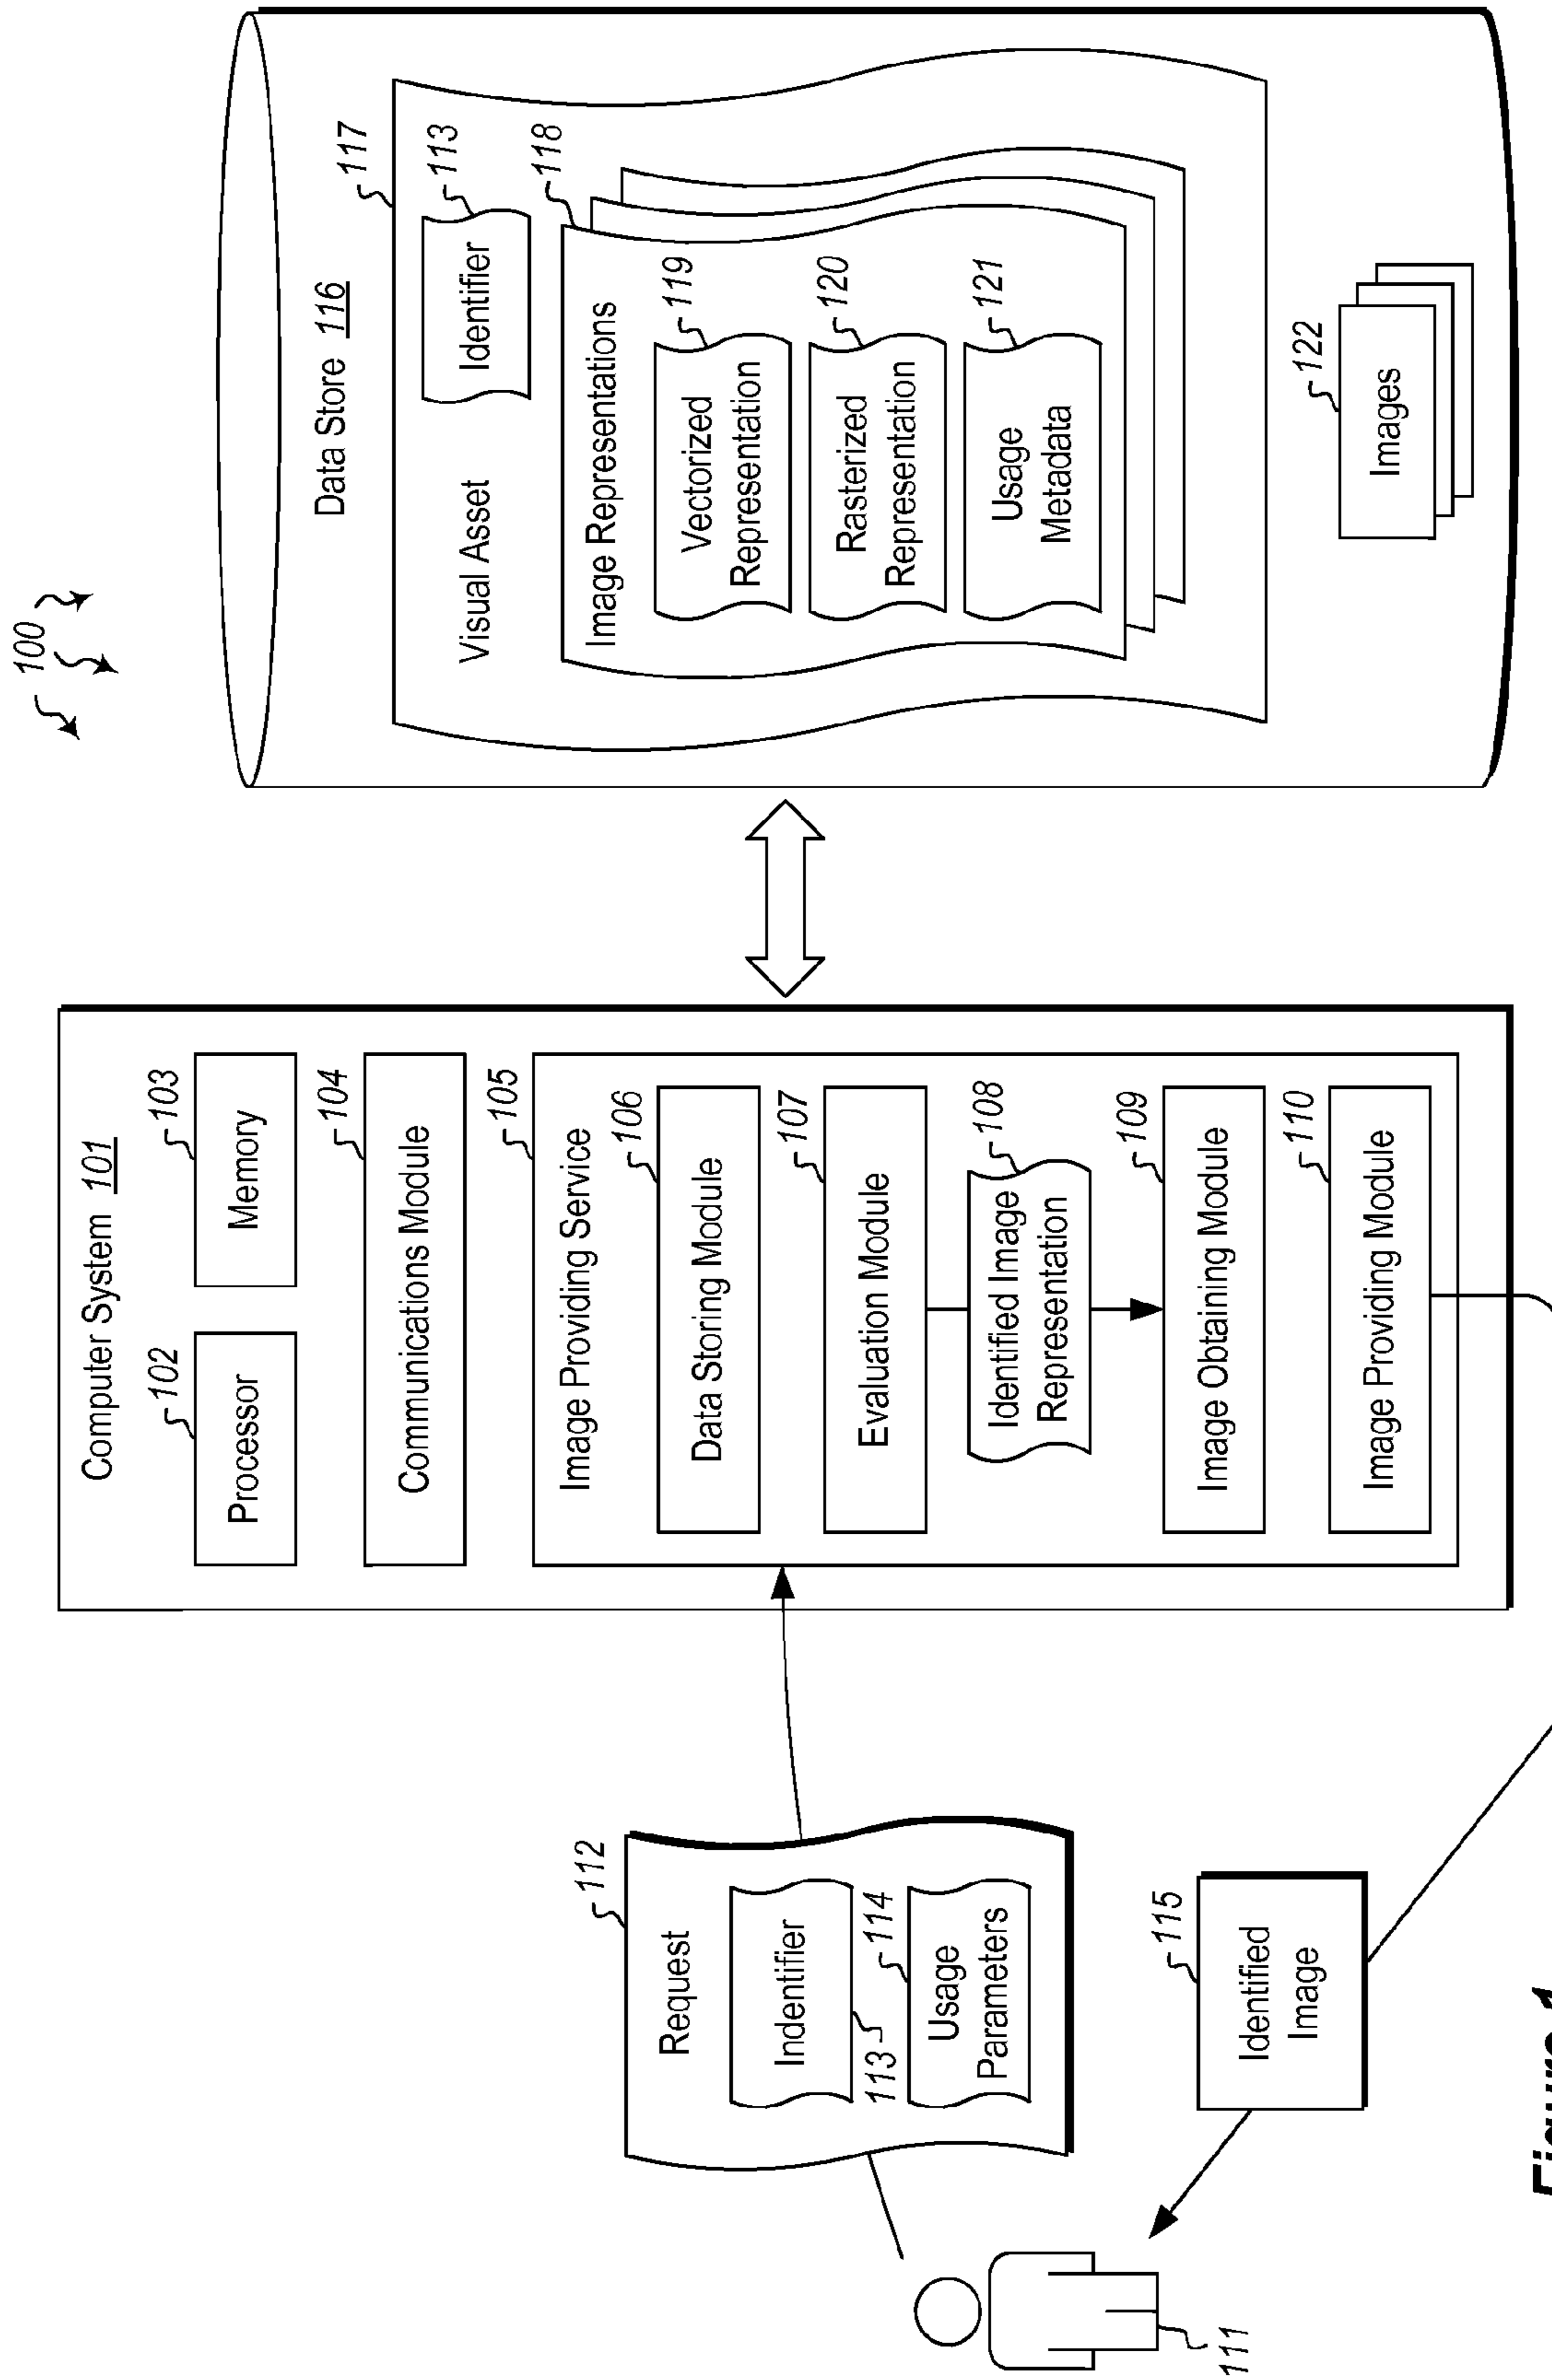 100
Computer System 101
102
Processor
103
Memory
104
Communications Module
105
Image Providing Service
106
Data Storing Module
107
Evaluation Module
108
Identified Image
Representation
109
Image Obtaining Module
110
Image Providing Module
112
Request
Indentifier
113
114
Usage
Parameters
115
Identified
Image
111
Data Store 116
117
Visual Asset
113
Identifier
118
Image Representations
119
Vectorized
Representation
120
Rasterized
Representation
121
Usage
Metadata
122
Images
Figure 1